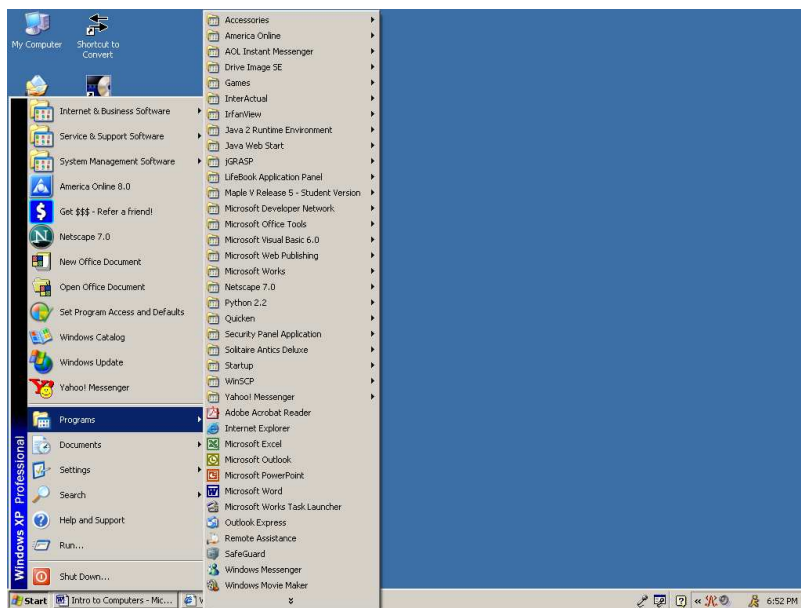 My Computer
Shortcut to
Convert
Internet & Business Software
Service & Support Software
System Management Software
America Online 8.0
Get $$$ - Refer a friend!
Netscape 7.0
New Office Document
Open Office Document
Set Program Access and Defaults
Windows Catalog
Windows Update
Yahoo! Messenger
Programs
Documents
Settings
Search
Help and Support
Run...
Shut Down...
Windows XP Professional
Accessories
America Online
AOL Instant Messenger
Drive Image SE
Games
InterActual
IrfanView
Java 2 Runtime Environment
Java Web Start
jGRASP
LifeBook Application Panel
Maple V Release 5 - Student Version
Microsoft Developer Network
Microsoft Office Tools
Microsoft Visual Basic 6.0
Microsoft Web Publishing
Microsoft Works
Netscape 7.0
Python 2.2
Quicken
Security Panel Application
Solitaire Antics Deluxe
Startup
WinSCP
Yahoo! Messenger
Adobe Acrobat Reader
Internet Explorer
Microsoft Excel
Microsoft Outlook
Microsoft PowerPoint
Microsoft Word
Microsoft Works Task Launcher
Outlook Express
Remote Assistance
SafeGuard
Windows Messenger
Windows Movie Maker
Start
Intro to Computers - Mic...
6:52 PM